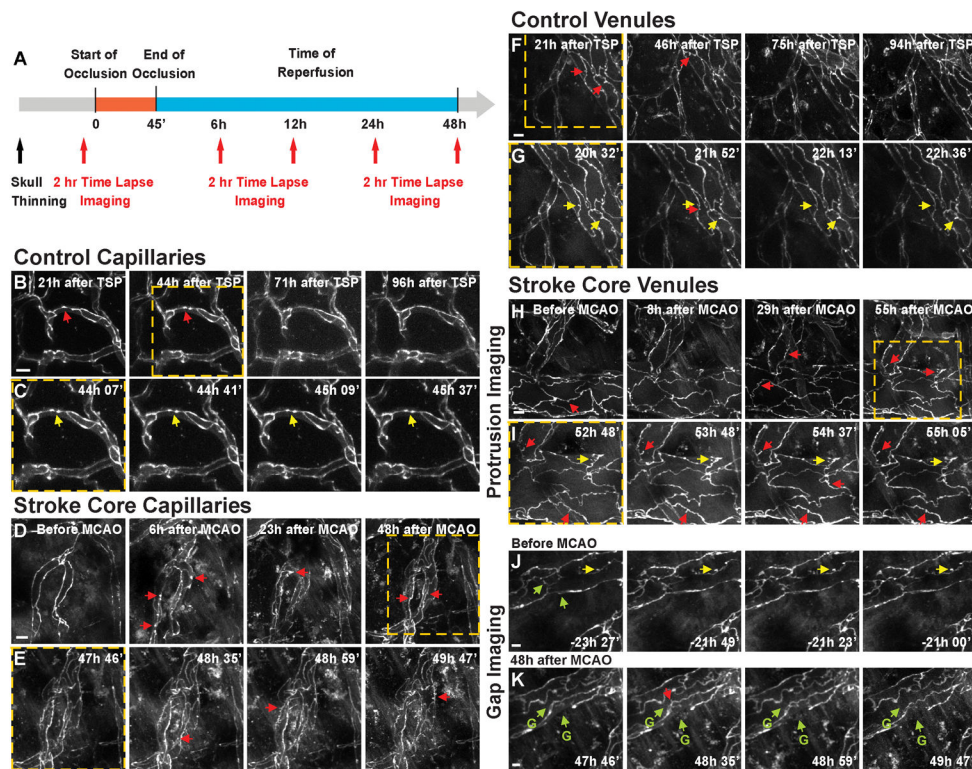 A
Start of Occlusion
End of Occlusion
Time of Reperfusion
0
45'
6h
12h
24h
48h
Skull Thinning
2 hr Time Lapse Imaging
2 hr Time Lapse Imaging
2 hr Time Lapse Imaging
Control Capillaries
B
21h after TSP
44h after TSP
71h after TSP
96h after TSP
C
44h 07'
44h 41'
45h 09'
45h 37'
Stroke Core Capillaries
D
Before MCAO
6h after MCAO
23h after MCAO
48h after MCAO
E
47h 46'
48h 35'
48h 59'
49h 47'
Control Venules
F
21h after TSP
46h after TSP
75h after TSP
94h after TSP
G
20h 32'
21h 52'
22h 13'
22h 36'
Stroke Core Venules
Protrusion Imaging
H
Before MCAO
8h after MCAO
29h after MCAO
55h after MCAO
I
52h 48'
53h 48'
54h 37'
55h 05'
Gap Imaging
Before MCAO
J
-23h 27'
-21h 49'
-21h 23'
-21h 00'
48h after MCAO
K
G
G
G
G
G
G
G
G
47h 46'
48h 35'
48h 59'
49h 47'